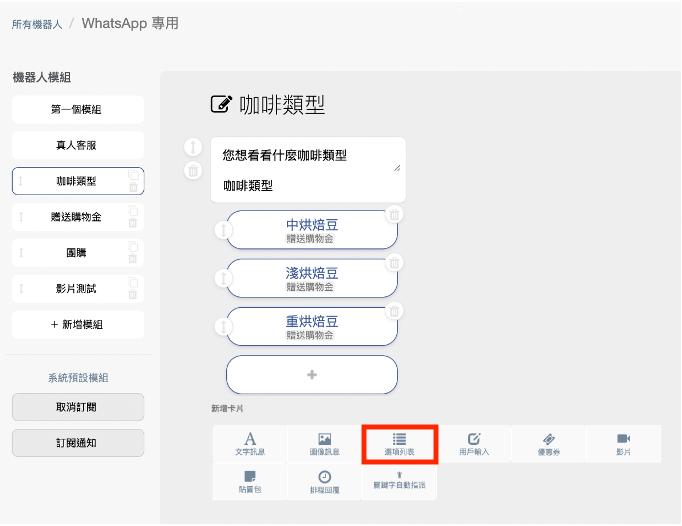 所有機器人 / WhatsApp 專用
機器人模組
第一個模組
真人客服
咖啡類型
贈送購物金
團購
影片測試
+ 新增模組
系統預設模組
取消訂閱
訂閱通知
咖啡類型
您想看看什麼咖啡類型
咖啡類型
中烘焙豆
贈送購物金
淺烘焙豆
贈送購物金
重烘焙豆
贈送購物金
+
新增卡片
文字訊息
圖像訊息
選項列表
用戶輸入
優惠券
影片
貼圖包
排程回覆
關鍵字自動指派